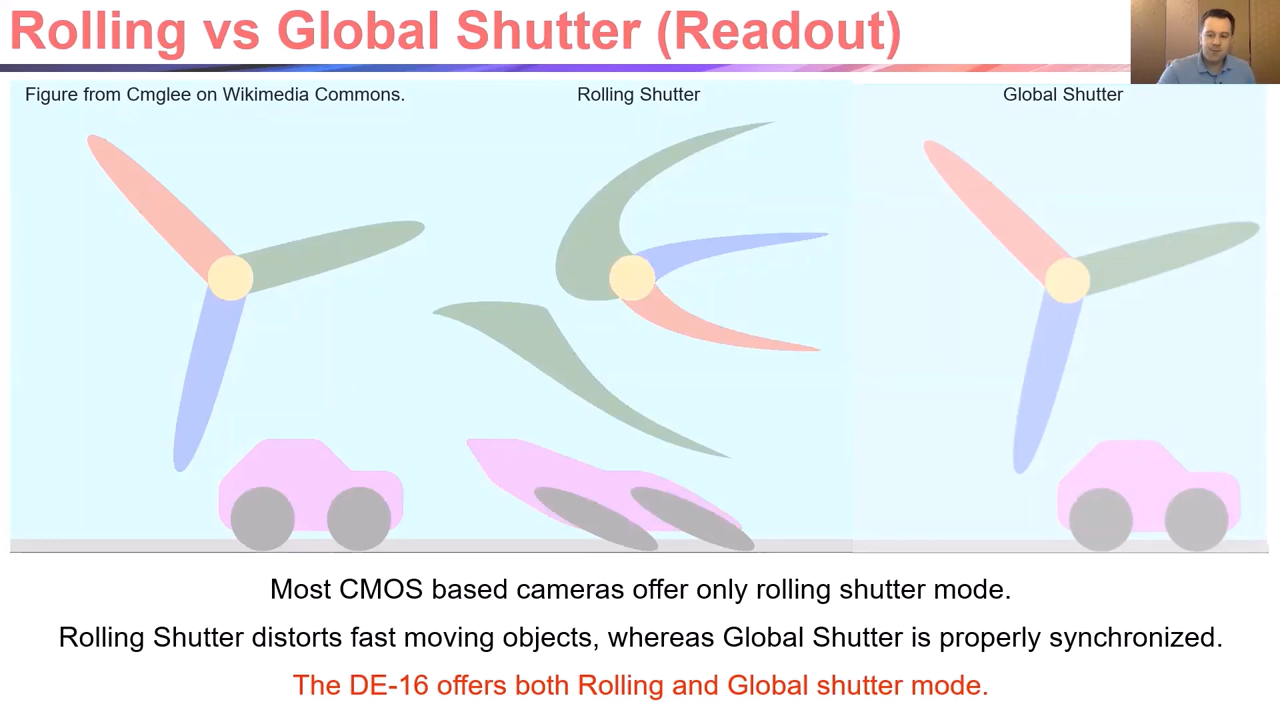 Rolling vs Global Shutter (Readout)
Figure from Cmglee on Wikimedia Commons.
Rolling Shutter
Global Shutter
Most CMOS based cameras offer only rolling shutter mode.
Rolling Shutter distorts fast moving objects, whereas Global Shutter is properly synchronized.
The DE-16 offers both Rolling and Global shutter mode.